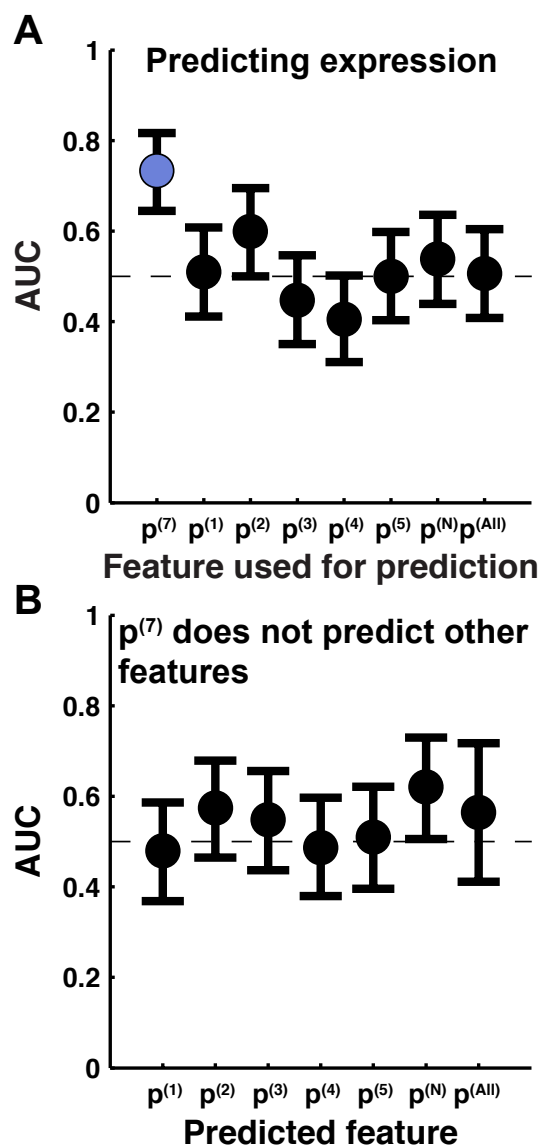 A
Predicting expression
1
0.8
0.6
0.4
0.2
0
AUC
p(7) p(1) p(2) p(3) p(4) p(5) p(N) p(All)
Feature used for prediction
B
p(7) does not predict other
features
1
0.8
0.6
0.4
0.2
0
AUC
p(1) p(2) p(3) p(4) p(5) p(N) p(All)
Predicted feature